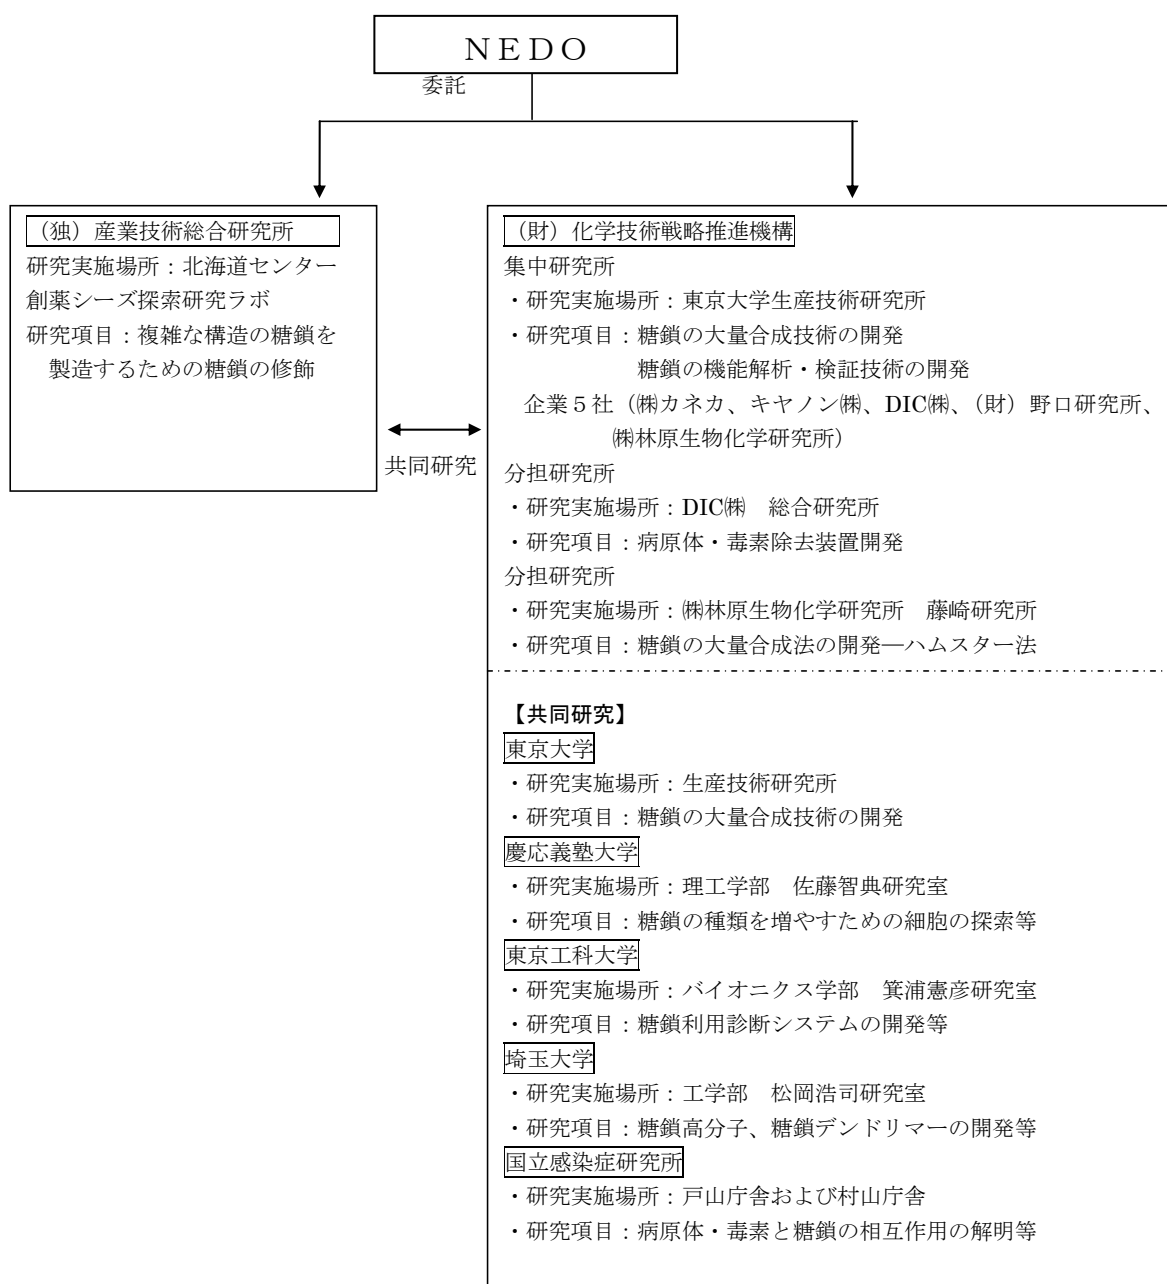 ＮＥＤＯ
委託
（独）産業技術総合研究所
研究実施場所：北海道センター
創薬シーズ探索研究ラボ
研究項目：複雑な構造の糖鎖を
製造するための糖鎖の修飾
共同研究
（財）化学技術戦略推進機構
集中研究所
・研究実施場所：東京大学生産技術研究所
・研究項目：糖鎖の大量合成技術の開発
糖鎖の機能解析・検証技術の開発
企業５社（㈱カネカ、キヤノン㈱、DIC㈱、（財）野口研究所、
㈱林原生物化学研究所）
分担研究所
・研究実施場所：DIC㈱　総合研究所
・研究項目：病原体・毒素除去装置開発
分担研究所
・研究実施場所：㈱林原生物化学研究所　藤崎研究所
・研究項目：糖鎖の大量合成法の開発―ハムスター法
【共同研究】
東京大学
・研究実施場所：生産技術研究所
・研究項目：糖鎖の大量合成技術の開発
慶応義塾大学
・研究実施場所：理工学部　佐藤智典研究室
・研究項目：糖鎖の種類を増やすための細胞の探索等
東京工科大学
・研究実施場所：バイオニクス学部　箕浦憲彦研究室
・研究項目：糖鎖利用診断システムの開発等
埼玉大学
・研究実施場所：工学部　松岡浩司研究室
・研究項目：糖鎖高分子、糖鎖デンドリマーの開発等
国立感染症研究所
・研究実施場所：戸山庁舎および村山庁舎
・研究項目：病原体・毒素と糖鎖の相互作用の解明等